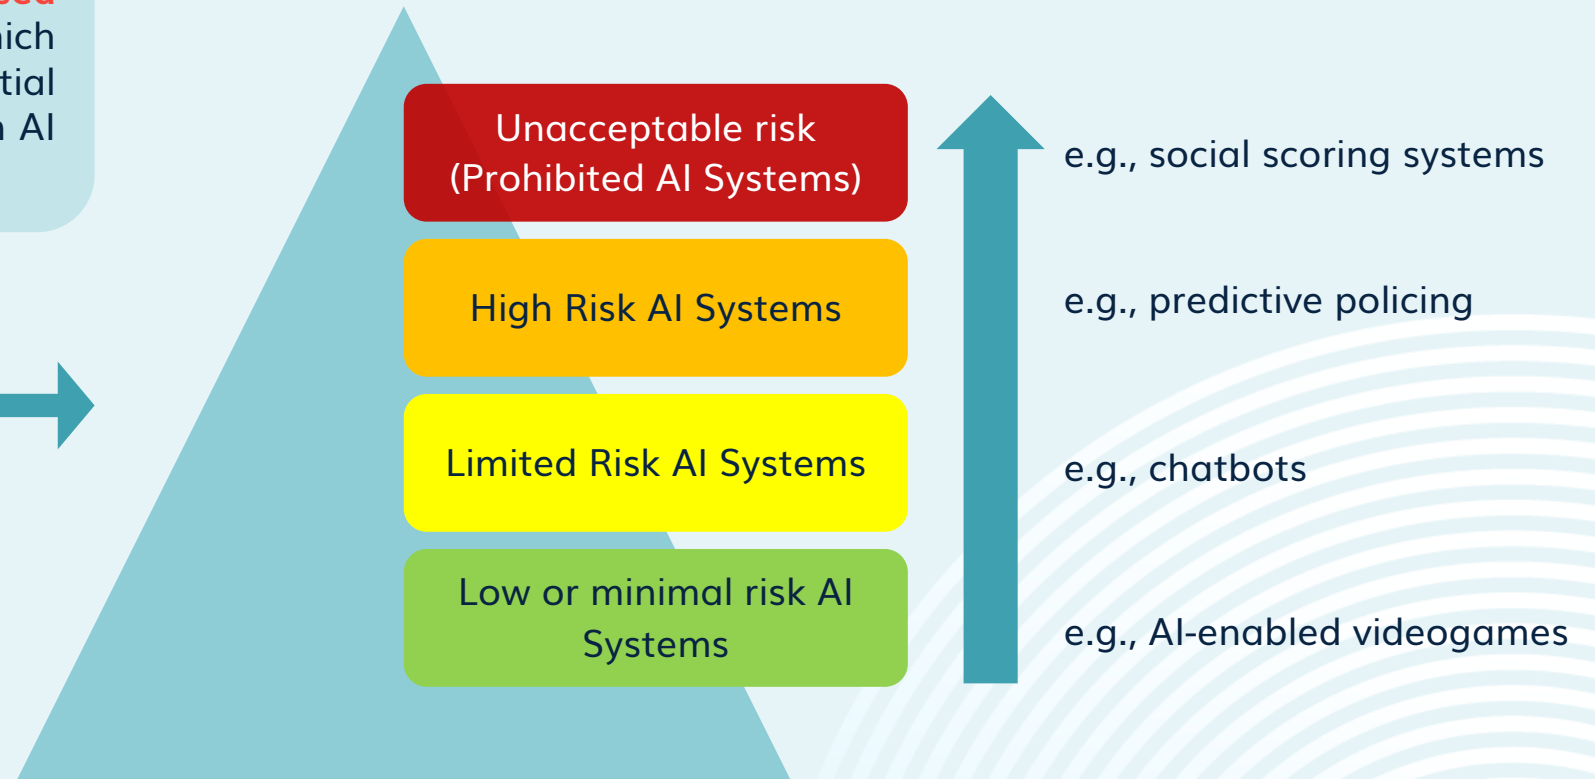 Unacceptable risk
(Prohibited AI Systems)
e.g., social scoring systems
High Risk AI Systems
e.g., predictive policing
Limited Risk AI Systems
e.g., chatbots
Low or minimal risk AI
Systems
e.g., AI-enabled videogames
AI